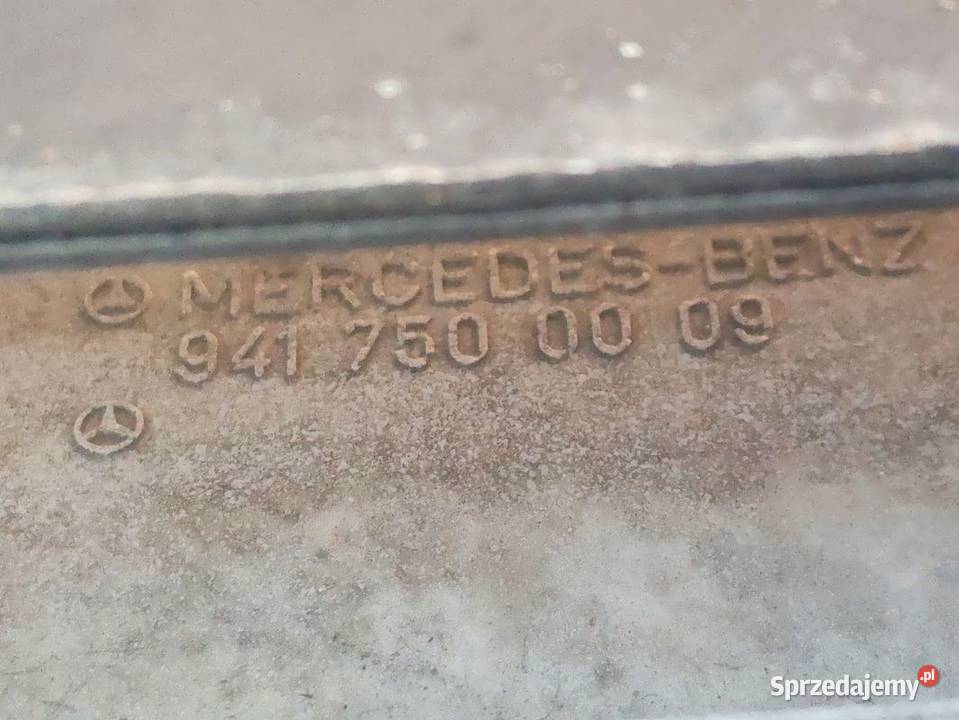 MERCEDES-BENZ
941 750 00 09
Sprzedajemy.pl